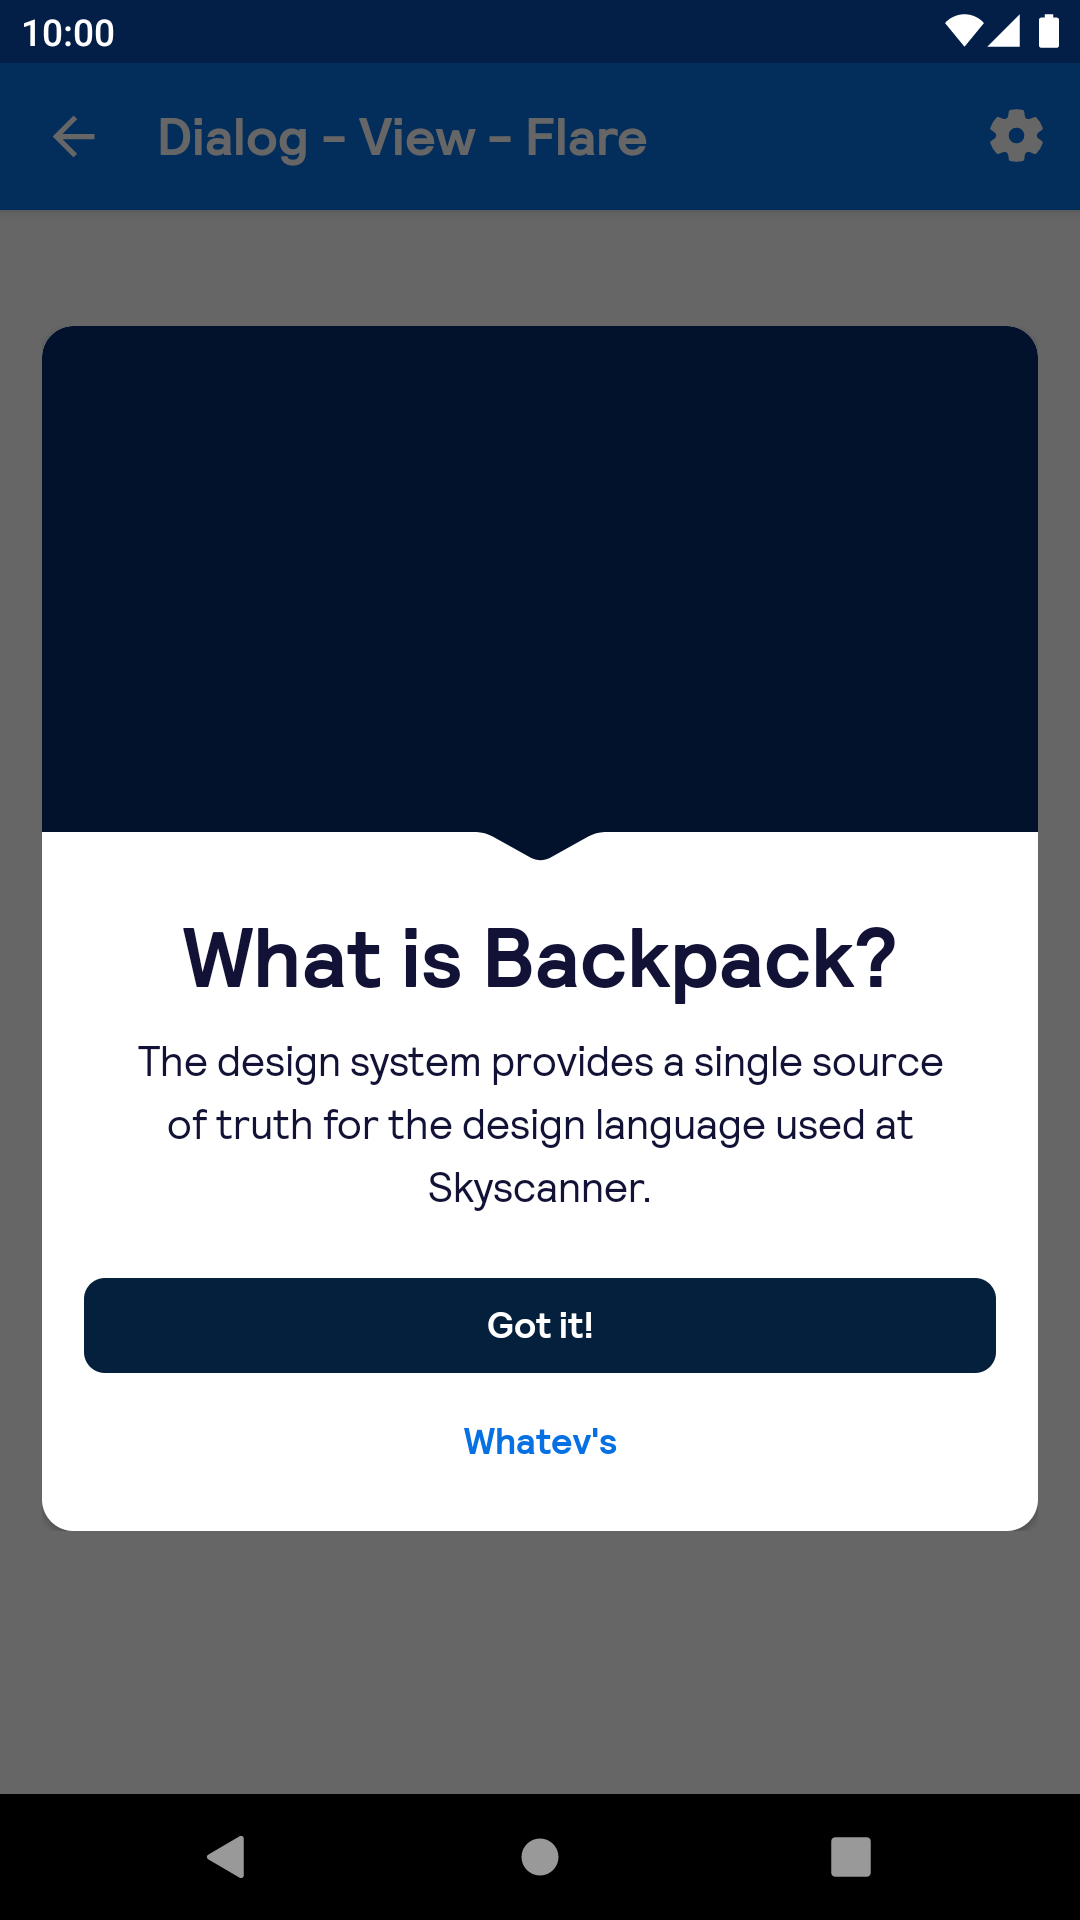 10:00
Dialog - View - Flare
What is Backpack?
The design system provides a single source
of truth for the design language used at
Skyscanner.
Got it!
Whatev's